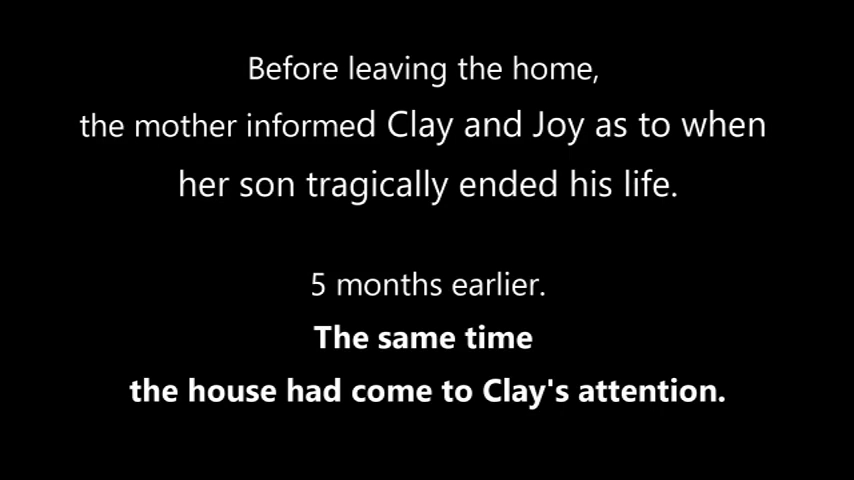 Before leaving the home,
the mother informed Clay and Joy as to when
her son tragically ended his life.
5 months earlier.
The same time
the house had come to Clay's attention.